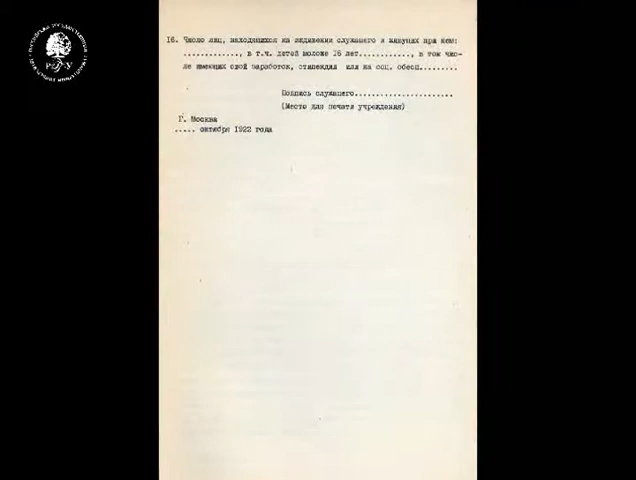 16. Число лиц, находящихся на иждивении служащего и живущих при нем:
............., в т.ч. детей моложе 16 лет............, в том чис-
ле имеющих свой заработок, стипендии или на соц. обесп.........
Подпись служащего.......................
(Место для печати учреждения)
Г. Москва
..... октября 1922 года